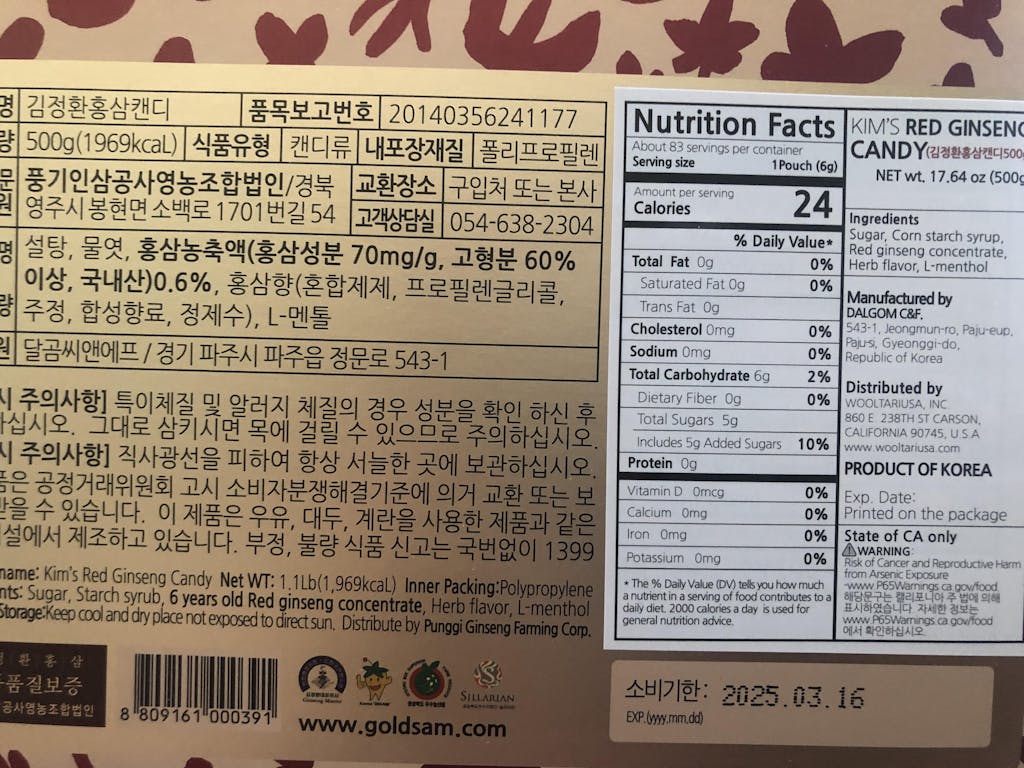 명 김정환홍삼캔디 품목보고번호 20140356241177
량 500g(1969kcaL) 식품유형 캔디류 내포장재질 폴리프로필렌
문 풍기인삼공사영농조합법인/경북 교환장소 구입처 또는 본사
원 영주시 봉현면 소백로 1701번길 54 고객상담실 054-638-2304
명 설탕, 물엿, 홍삼농축액(홍삼성분 70mg/g, 고형분 60%
이상, 국내산)0.6%, 홍삼향(혼합제제, 프로필렌글리콜,
량 주정, 합성향료, 정제수), L-멘톨
원 달곰씨앤에프 / 경기 파주시 파주읍 정문로 543-1
시 주의사항] 특이체질 및 알러지 체질의 경우 성분을 확인 하신 후
하십시오. 그대로 삼키시면 목에 걸릴 수 있으므로 주의하십시오.
시 주의사항] 직사광선을 피하여 항상 서늘한 곳에 보관하십시오.
품은 공정거래위원회 고시 소비자분쟁해결기준에 의거 교환 또는 보
받을 수 있습니다. 이 제품은 우유, 대두, 계란을 사용한 제품과 같은
설에서 제조하고 있습니다. 부정, 불량 식품 신고는 국번없이 1399
name: Kim's Red Ginseng Candy Net WT: 1.1Lb(1,969kcaL) Inner Packing:Polypropylene
nts: Sugar, Starch syrub, 6 years old Red ginseng concentrate, Herb flavor, L-menthol
Storage:Keep cool and dry place not exposed to direct sun. Distribute by Punggi Ginseng Farming Corp.
환 홍 삼
품질보증
공사영농조합법인
8 809161 000391
SILLARIAN
www.goldsam.com
Nutrition Facts
About 83 servings per container
Serving size 1Pouch (6g)
Amount per serving
Calories 24
% Daily Value*
Total Fat 0g 0%
Saturated Fat 0g 0%
Trans Fat 0g
Cholesterol 0mg 0%
Sodium 0mg 0%
Total Carbohydrate 6g 2%
Dietary Fiber 0g 0%
Total Sugars 5g
Includes 5g Added Sugars 10%
Protein 0g
Vitamin D 0mcg 0%
Calcium 0mg 0%
Iron 0mg 0%
Potassium 0mg 0%
* The % Daily Value (DV) tells you how much
a nutrient in a serving of food contributes to a
daily diet. 2000 calories a day is used for
general nutrition advice.
KIM'S RED GINSENG
CANDY(김정환홍삼캔디500g
NET wt. 17.64 oz (500g
Ingredients
Sugar, Corn starch syrup,
Red ginseng concentrate,
Herb flavor, L-menthol
Manufactured by
DALGOM C&F.
543-1, Jeongmun-ro, Paju-eup,
Paju-si, Gyeonggi-do,
Republic of Korea
Distributed by
WOOLTARIUSA, INC.
860 E. 238TH ST CARSON,
CALIFORNIA 90745, U.S.A
www.wooltariusa.com
PRODUCT OF KOREA
Exp. Date:
Printed on the package
State of CA only
WARNING:
Risk of Cancer and Reproductive Harm
from Arsenic Exposure
-www.P65Warnings.ca.gov/food.
해당문구는 캘리포니아 주 법에 의해
표시하였습니다. 자세한 정보는
www.P65Warnings.ca.gov/food
에서 확인하십시오.
소비기한: 2025.03.16
EXP.(yyyy,mm,dd)